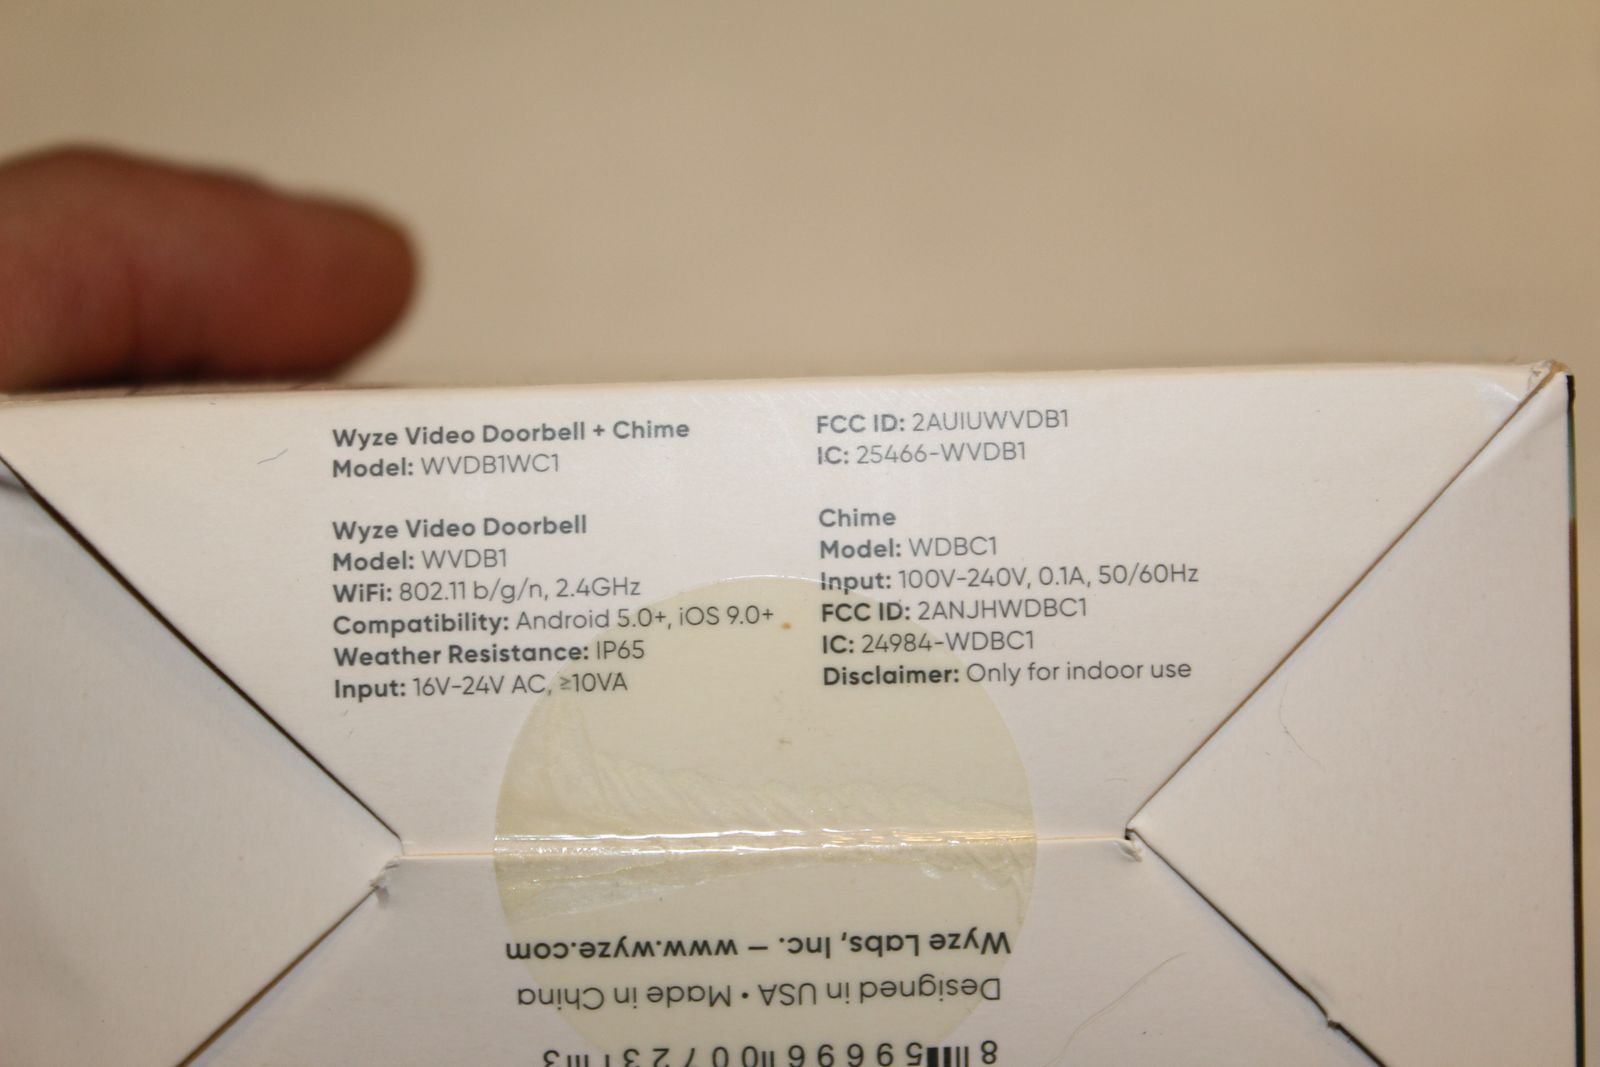 Wyze Video Doorbell + Chime
Model: WVDB1WC1
Wyze Video Doorbell
Model: WVDB1
WiFi: 802.11 b/g/n, 2.4GHz
Compatibility: Android 5.0+, iOS 9.0+
Weather Resistance: IP65
Input: 16V-24V AC, ≥10VA
FCC ID: 2AUIUWVDB1
IC: 25466-WVDB1
Chime
Model: WDBC1
Input: 100V-240V, 0.1A, 50/60Hz
FCC ID: 2ANJHWDBC1
IC: 24984-WDBC1
Disclaimer: Only for indoor use
Wyze Labs, Inc. – www.wyze.com
Designed in USA • Made in China